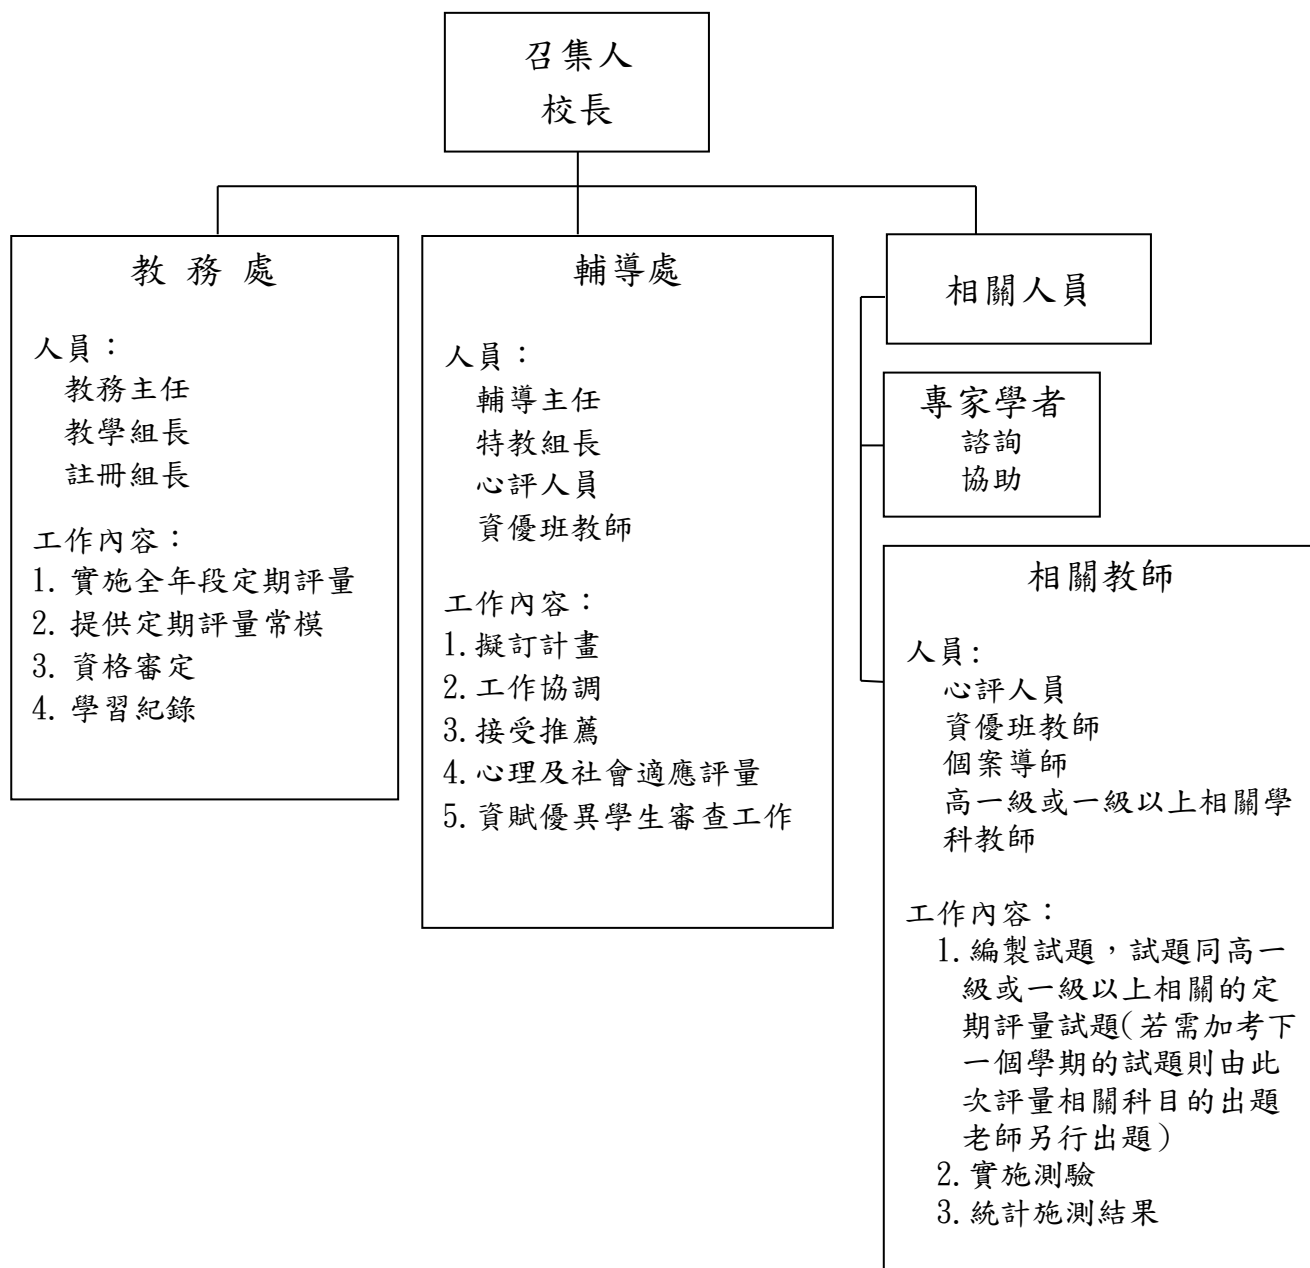 召集人
校長
教 務 處
人員：
教務主任
教學組長
註冊組長
工作內容：
1. 實施全年段定期評量
2. 提供定期評量常模
3. 資格審定
4. 學習紀錄
輔導處
人員：
輔導主任
特教組長
心評人員
資優班教師
工作內容：
1. 擬訂計畫
2. 工作協調
3. 接受推薦
4. 心理及社會適應評量
5. 資賦優異學生審查工作
相關人員
專家學者
諮詢
協助
相關教師
人員:
心評人員
資優班教師
個案導師
高一級或一級以上相關學
科教師
工作內容：
1. 編製試題，試題同高一
級或一級以上相關的定
期評量試題(若需加考下
一個學期的試題則由此
次評量相關科目的出題
老師另行出題)
2. 實施測驗
3. 統計施測結果